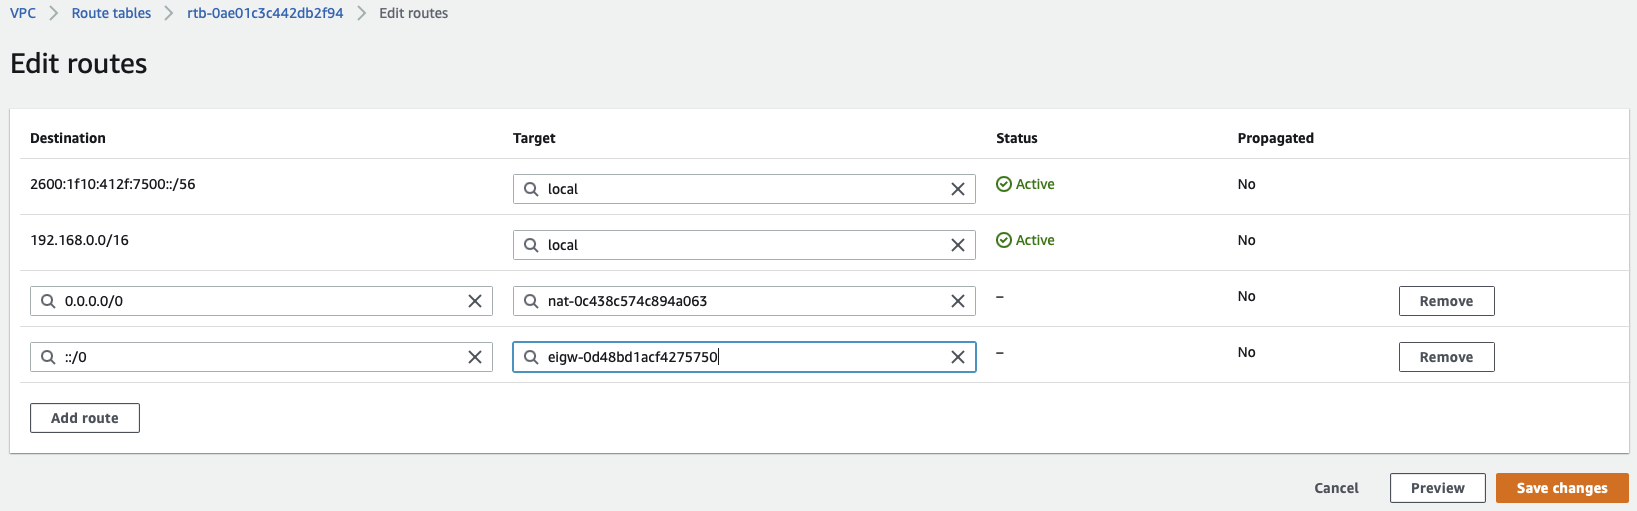 VPC Route tables rtb-0ae01c3c442db2f94 Edit routes
Edit routes
Destination Target Status Propagated
2600:1f10:412f:7500::/56 local Active No
192.168.0.0/16 local Active No
0.0.0.0/0 nat-0c438c574c894a063 – No Remove
::/0 eigw-0d48bd1acf4275750 – No Remove
Add route
Cancel Preview Save changes